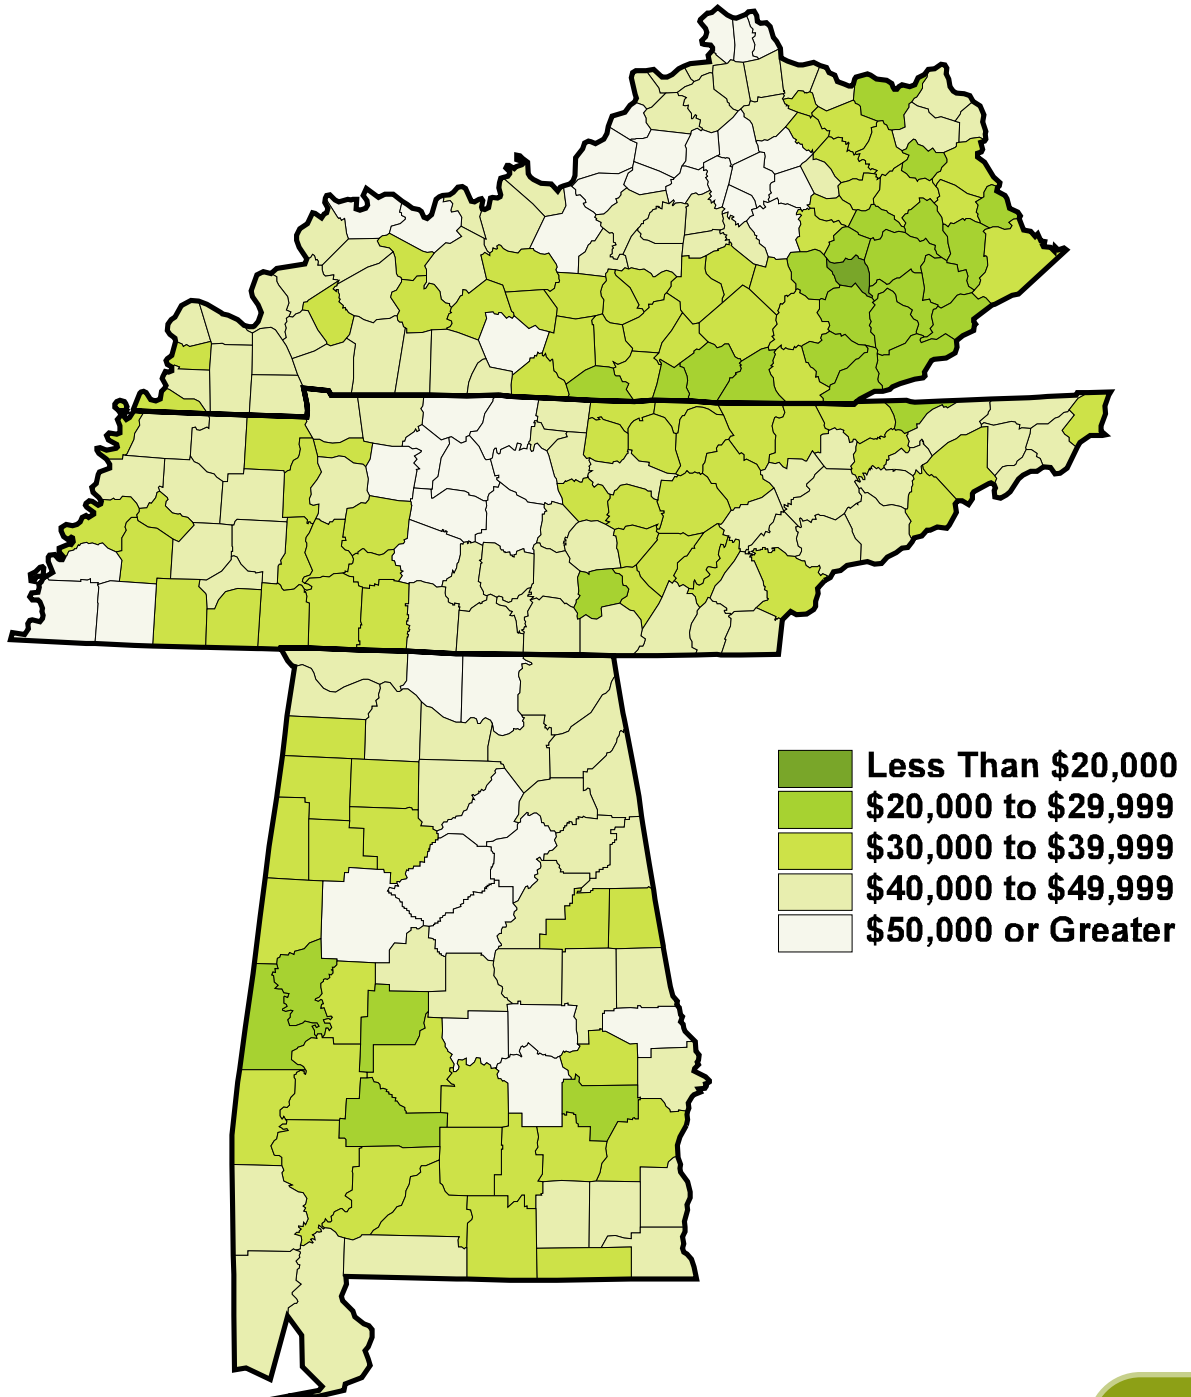 Less Than $20,000
$20,000 to $29,999
$30,000 to $39,999
$40,000 to $49,999
$50,000 or Greater